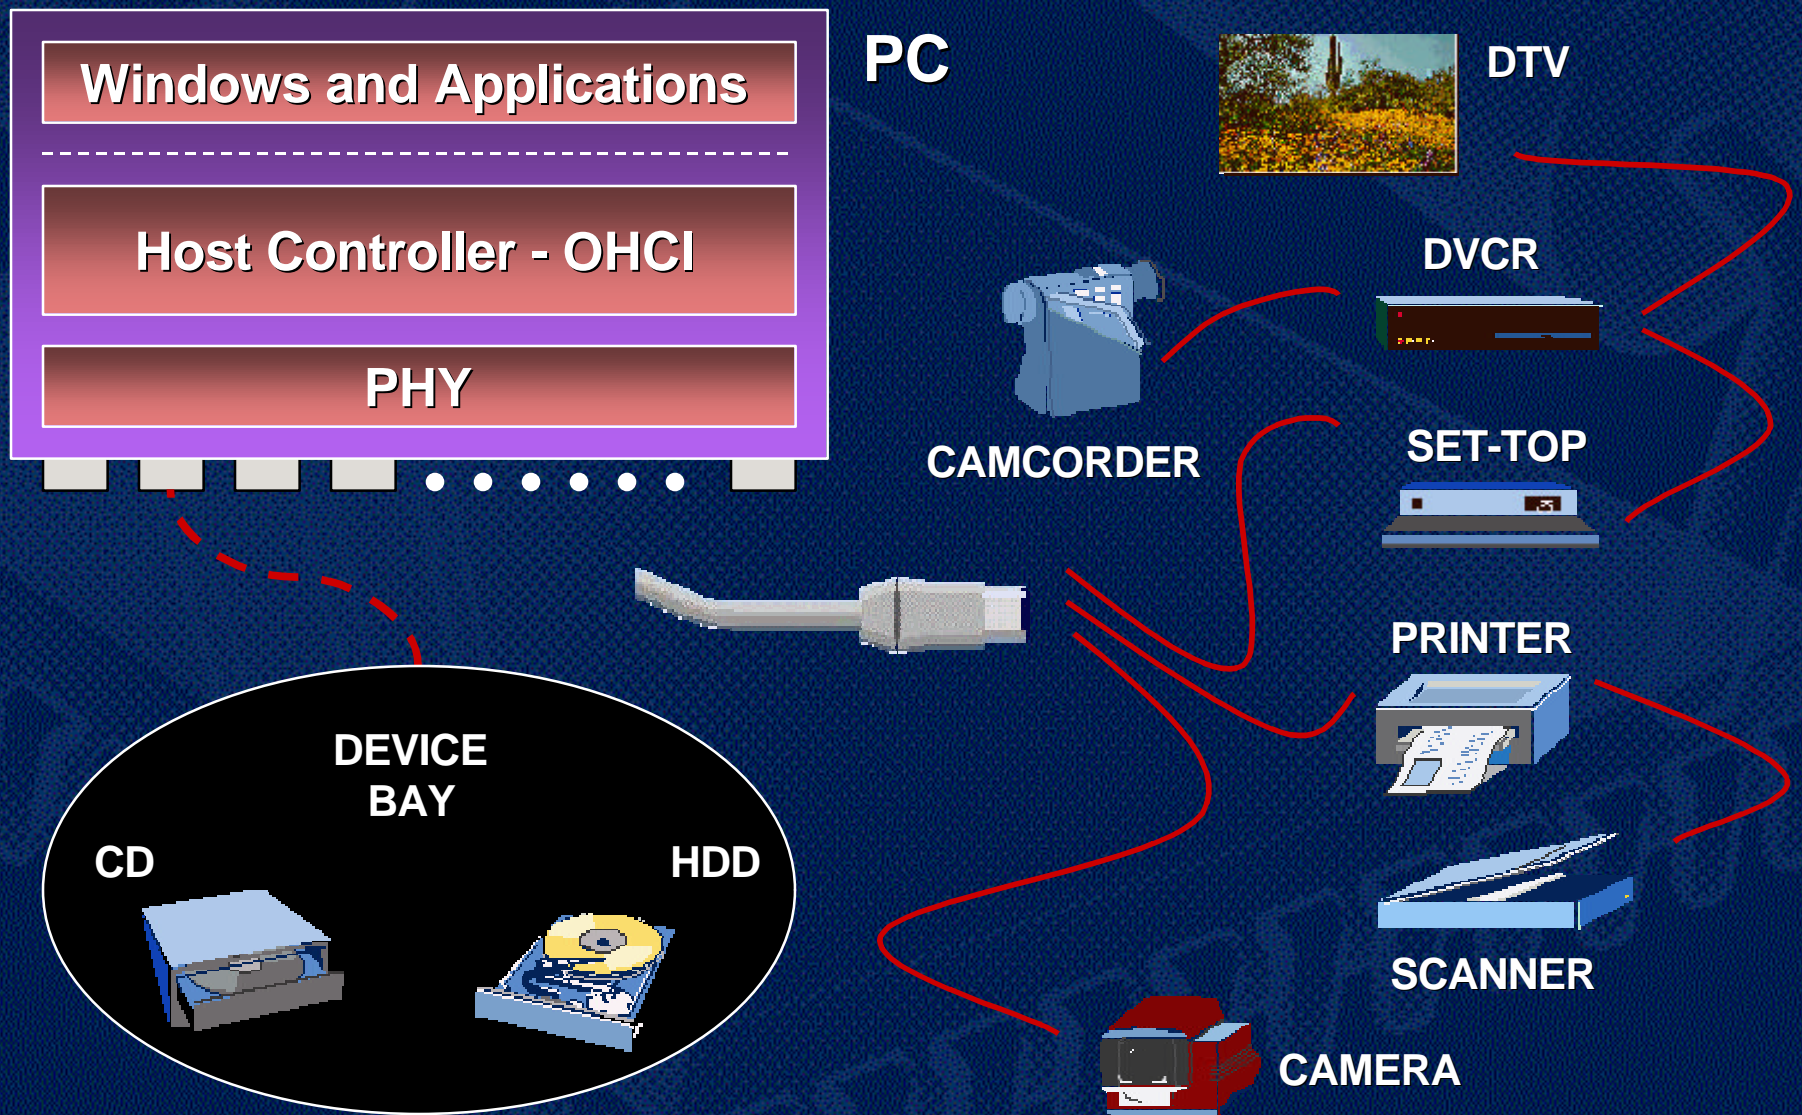 Windows and Applications
Host Controller - OHCI
PHY
PC
DTV
DVCR
CAMCORDER
SET-TOP
PRINTER
DEVICE
BAY
CD
HDD
SCANNER
CAMERA